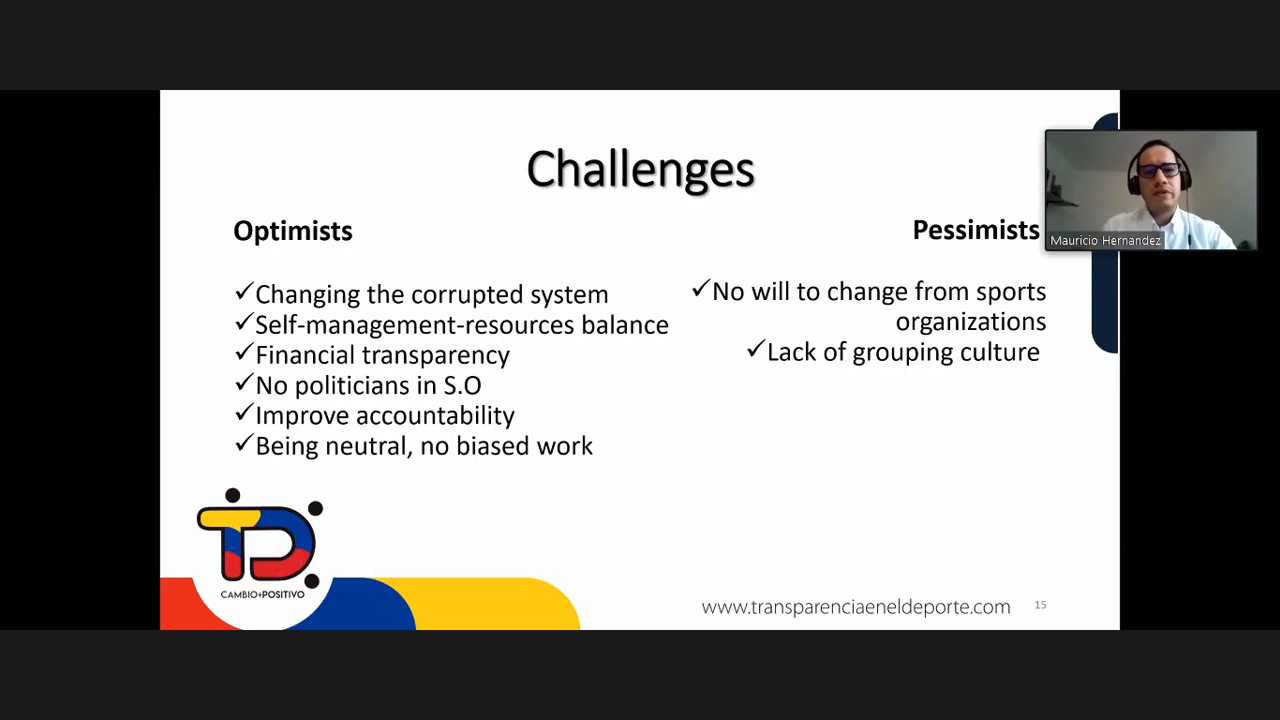 Challenges
Optimists
✓Changing the corrupted system
✓Self-management-resources balance
✓Financial transparency
✓No politicians in S.O
✓Improve accountability
✓Being neutral, no biased work
Pessimists
✓No will to change from sports
organizations
✓Lack of grouping culture
Mauricio Hernandez
TD
CAMBIO+POSITIVO
www.transparenciaeneldeporte.com
15